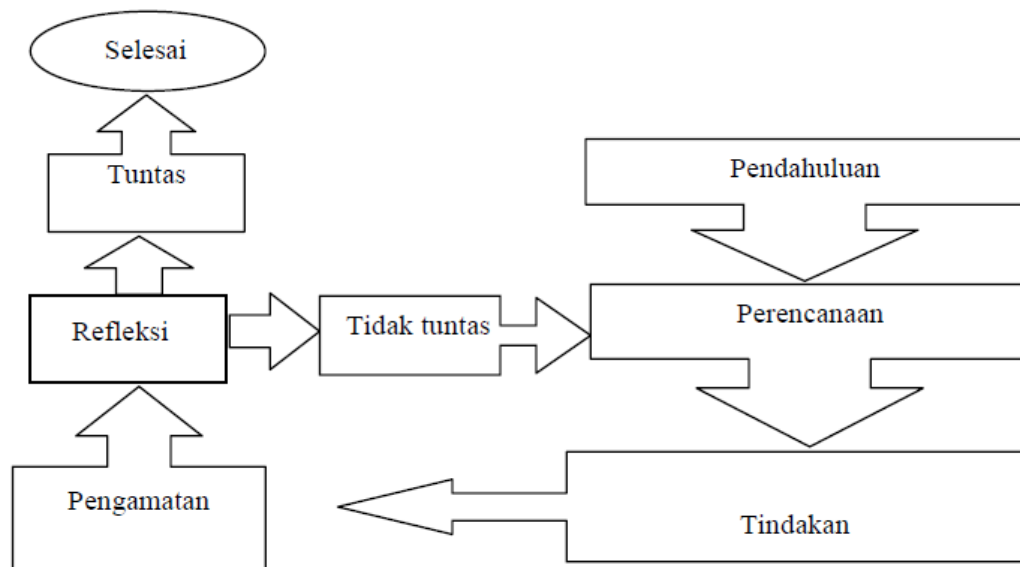 Selesai
Tuntas
Pendahuluan
Refleksi
Tidak tuntas
Perencanaan
Pengamatan
Tindakan